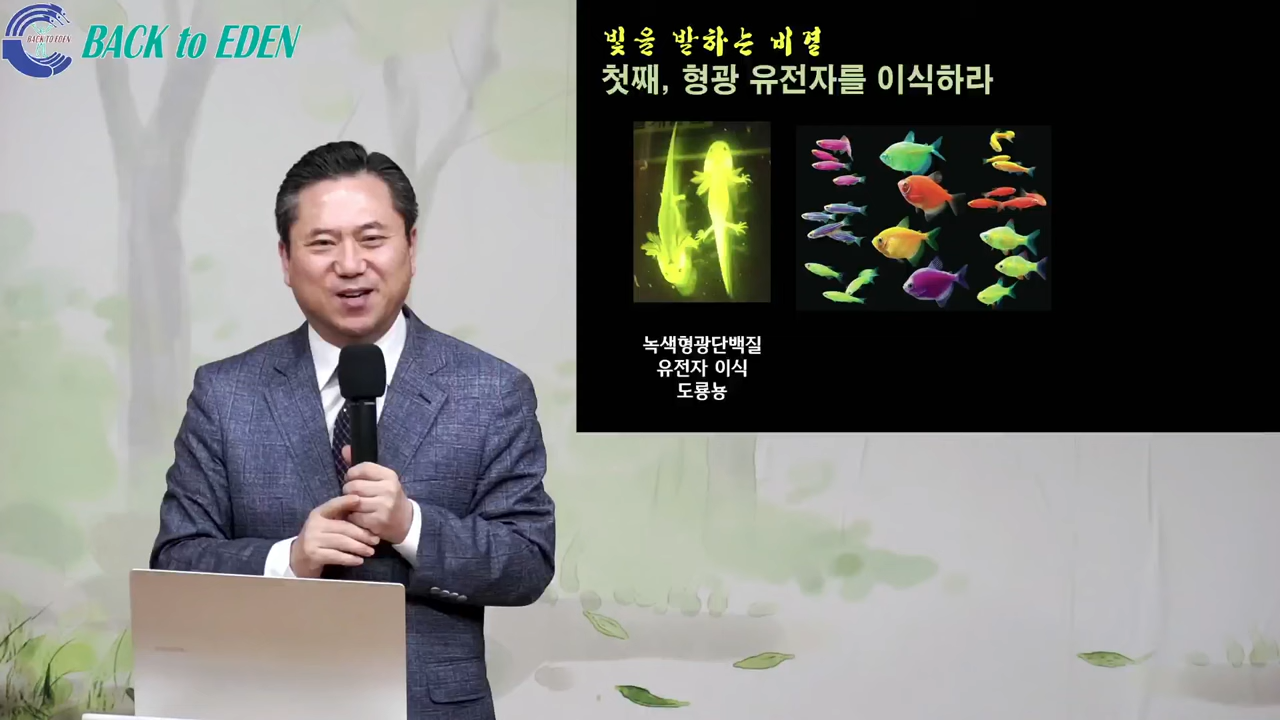 BACK TO EDEN
BACK to EDEN
빛을 발하는 비결
첫째, 형광 유전자를 이식하라
녹색형광단백질
유전자 이식
도룡뇽